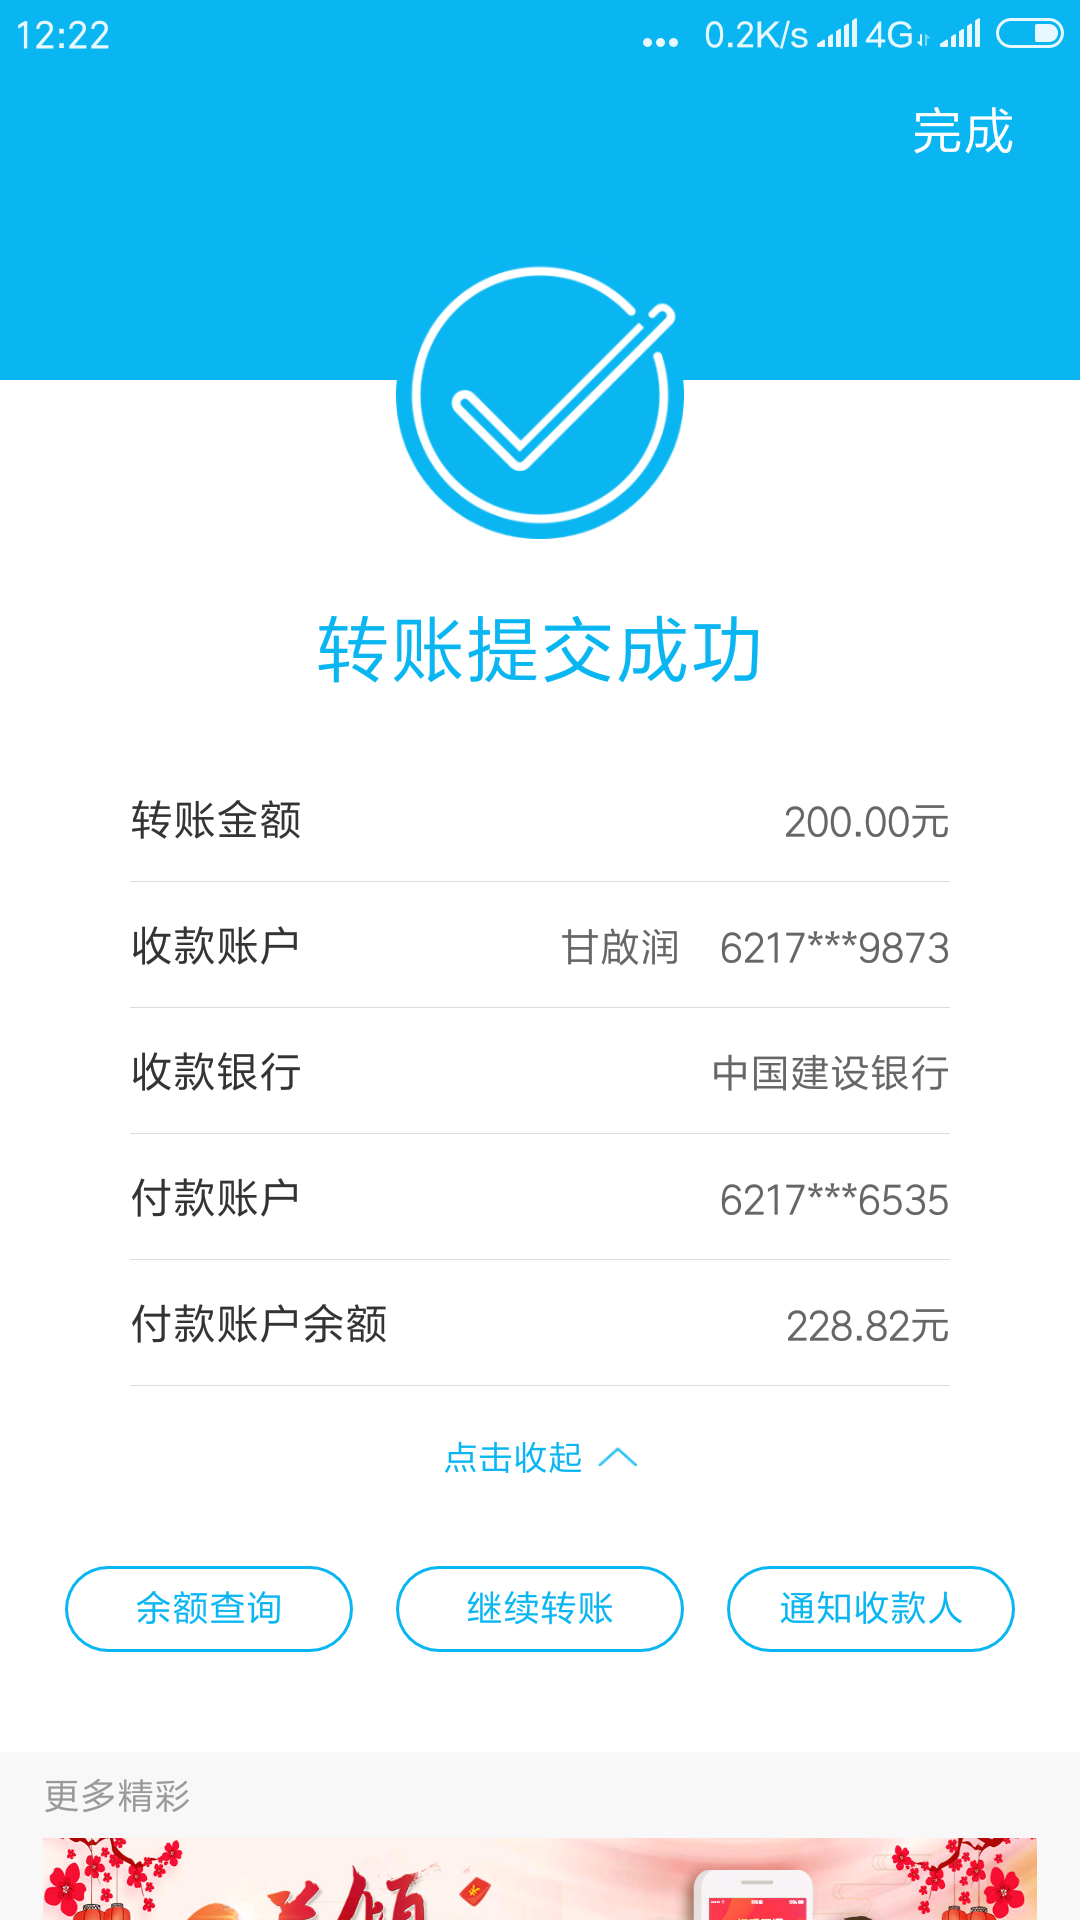 12:22 ... 0.2K/s 4G
完成
转账提交成功
转账金额 200.00元
收款账户 甘啟润 6217***9873
收款银行 中国建设银行
付款账户 6217***6535
付款账户余额 228.82元
点击收起
余额查询 继续转账 通知收款人
更多精彩